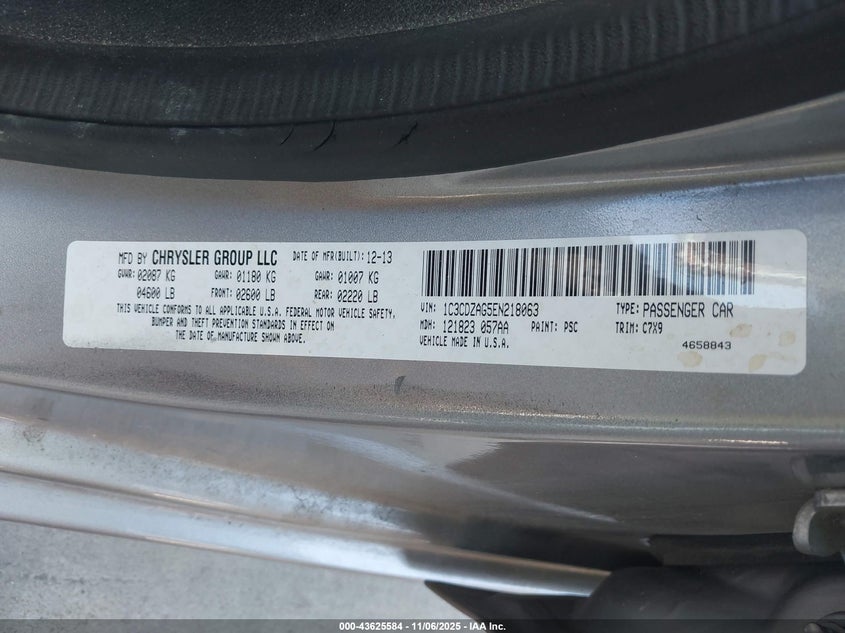 MFD BY CHRYSLER GROUP LLC DATE OF MFR(BUILT): 12-13
GVWR: 02087 KG GAWR: 01180 KG GAWR: 01007 KG
04600 LB FRONT: 02600 LB REAR: 02220 LB
THIS VEHICLE CONFORMS TO ALL APPLICABLE U.S.A. FEDERAL MOTOR VEHICLE SAFETY,
BUMPER AND THEFT PREVENTION STANDARDS IN EFFECT ON
THE DATE OF MANUFACTURE SHOWN ABOVE.
VIN: 1C3CDZAG5EN218063 TYPE: PASSENGER CAR
MDH: 121823 057AA PAINT: PSC TRIM: C7X9
VEHICLE MADE IN U.S.A.
4658843
000-43625584 - 11/06/2025 - IAA Inc.